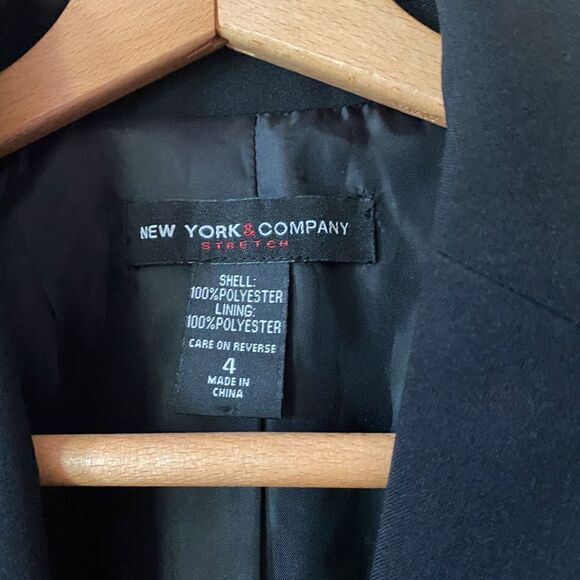 NEW YORK & COMPANY
STRETCH
SHELL:
100%POLYESTER
LINING:
100%POLYESTER
CARE ON REVERSE
4
MADE IN
CHINA